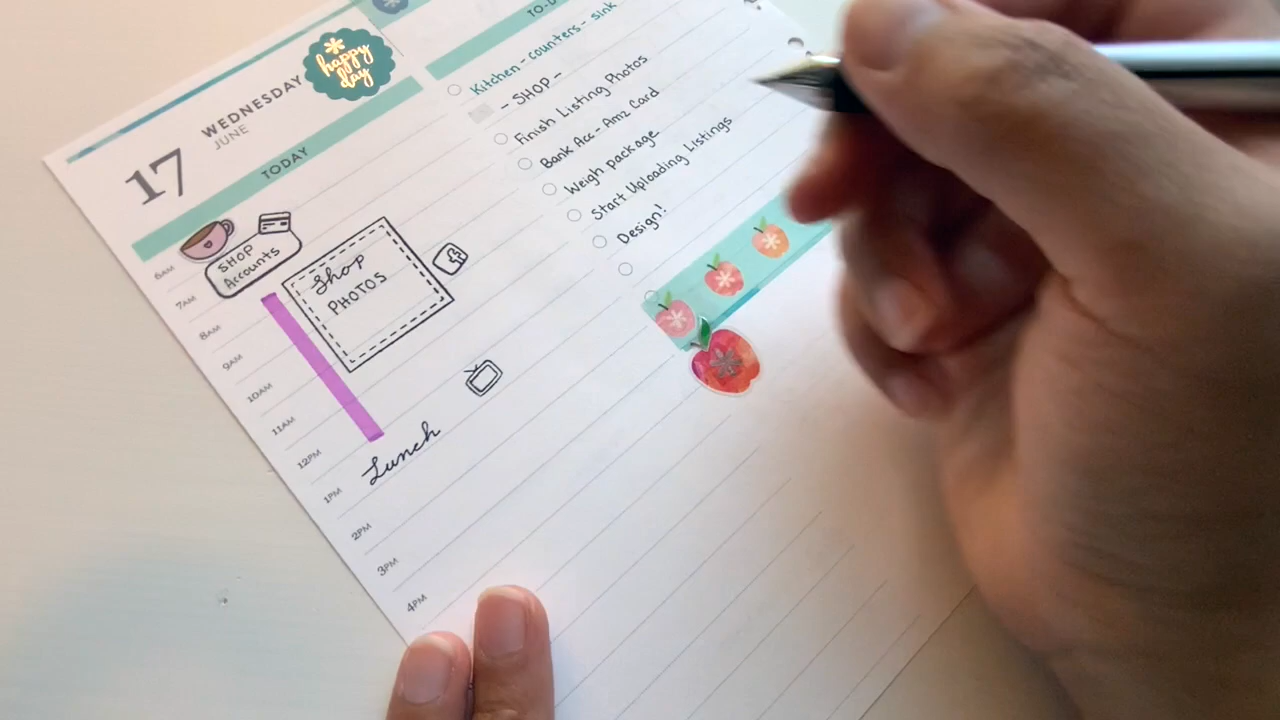 17
WEDNESDAY
JUNE
happy
day
TODAY
6AM
7AM
8AM
9AM
10AM
11AM
12PM
1PM
2PM
3PM
4PM
SHOP
Accounts
Shop
PHOTOS
Lunch
TO-D
Kitchen - counters - sink
- SHOP -
Finish Listing Photos
Bank Acc - Amz Card
Weigh package
Start Uploading Listings
Design!